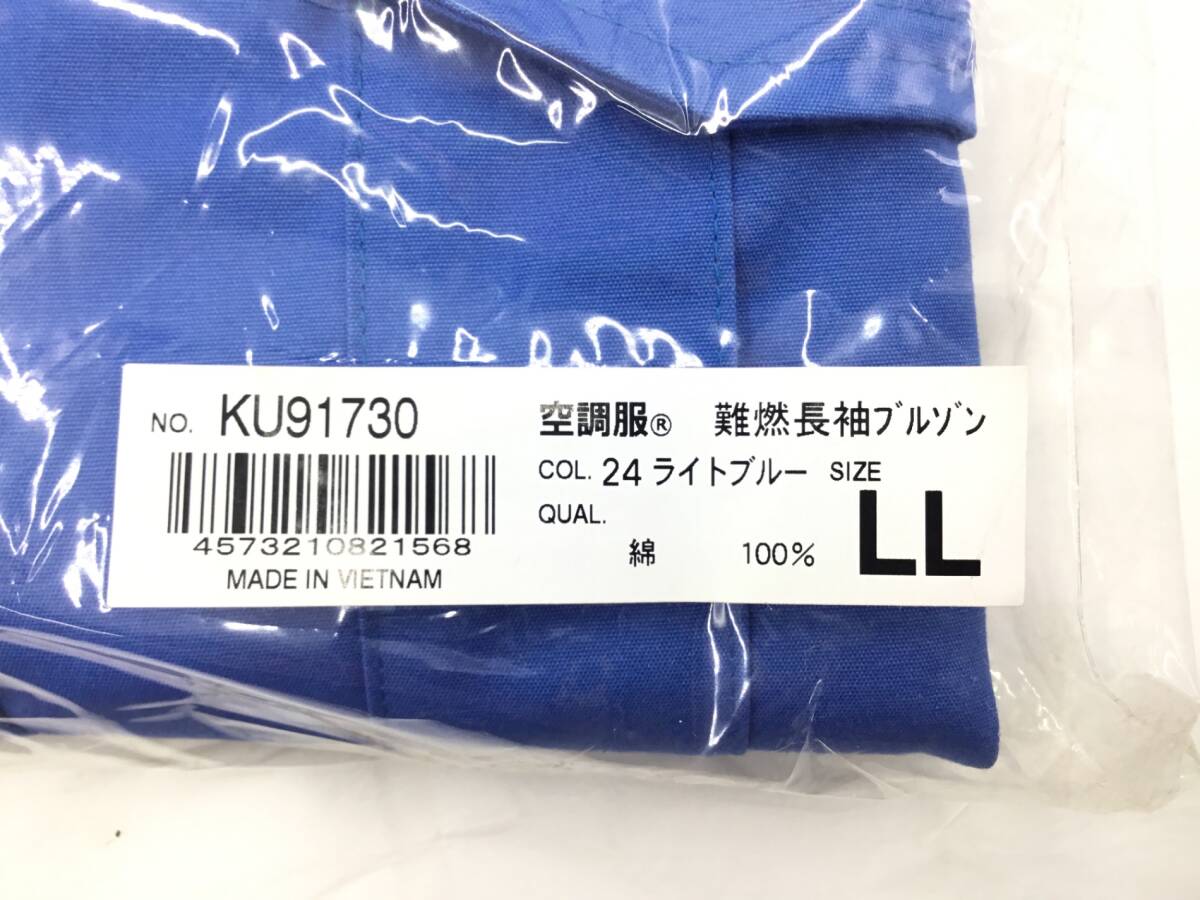 NO. KU91730
4573210821568
MADE IN VIETNAM
空調服® 難燃長袖ブルゾン
COL. 24 ライトブルー SIZE
QUAL.
綿 100% LL